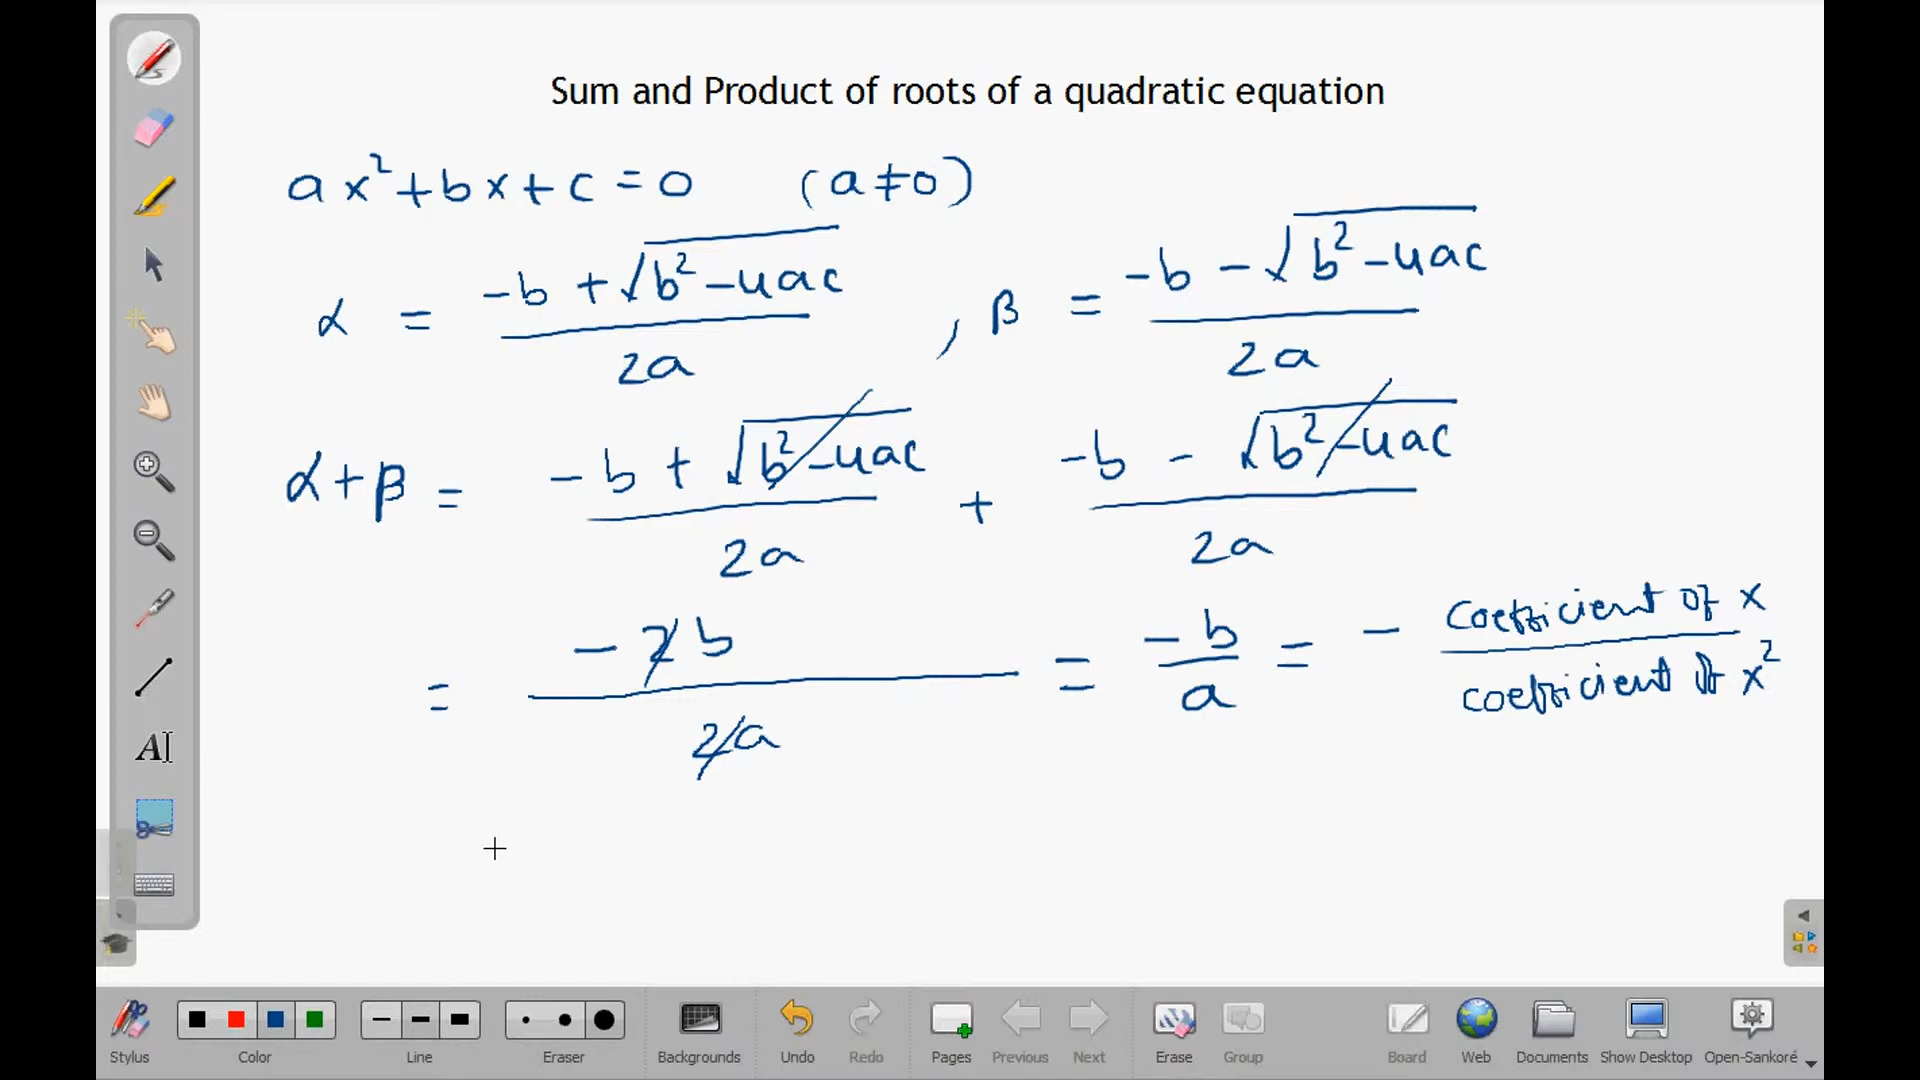 Sum and Product of roots of a quadratic equation
ax²+bx+c=0 (a≠0)
α = (-b+√(b²-4ac))/2a , β = (-b-√(b²-4ac))/2a
α+β = (-b+√(b²-4ac))/2a + (-b-√(b²-4ac))/2a
= -2b/2a = -b/a = - coefficient of x/coefficient of x²
A
Stylus Color Line Eraser Backgrounds Undo Redo Pages Previous Next Erase Group Board Web Documents Show Desktop Open-Sankoré